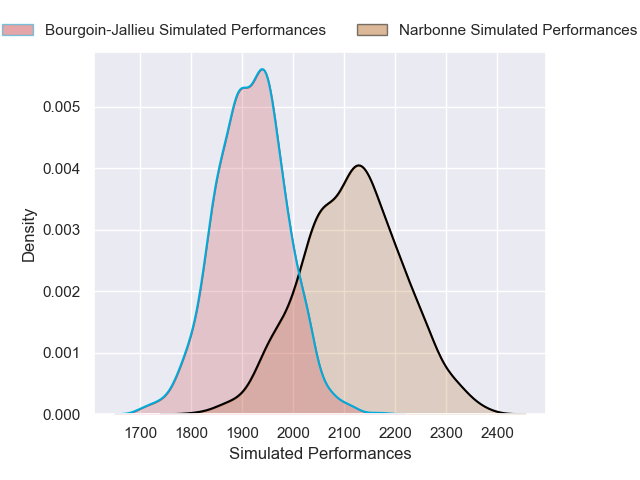 Bourgoin-Jallieu Simulated Performances Narbonne Simulated Performances
0.005
0.004
0.003
0.002
0.001
0.000
Density
1700 1800 1900 2000 2100 2200 2300 2400
Simulated Performances